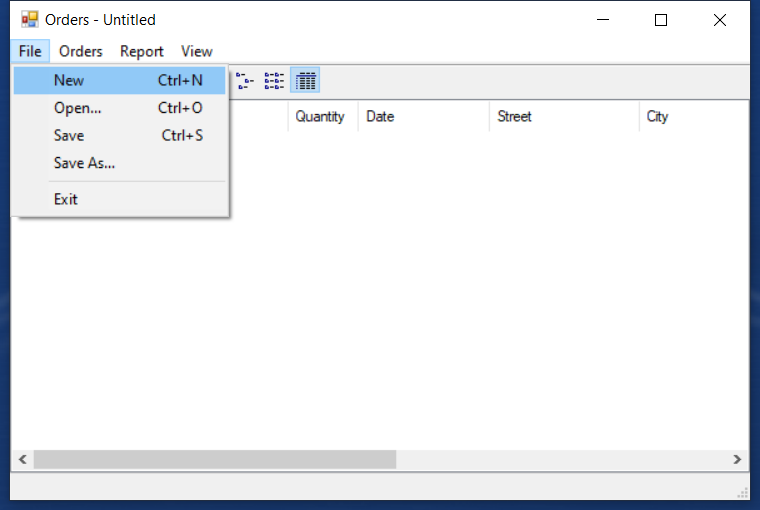 Orders - Untitled
File Orders Report View
New Ctrl+N
Open... Ctrl+O
Save Ctrl+S
Save As...
Exit
Quantity Date Street City